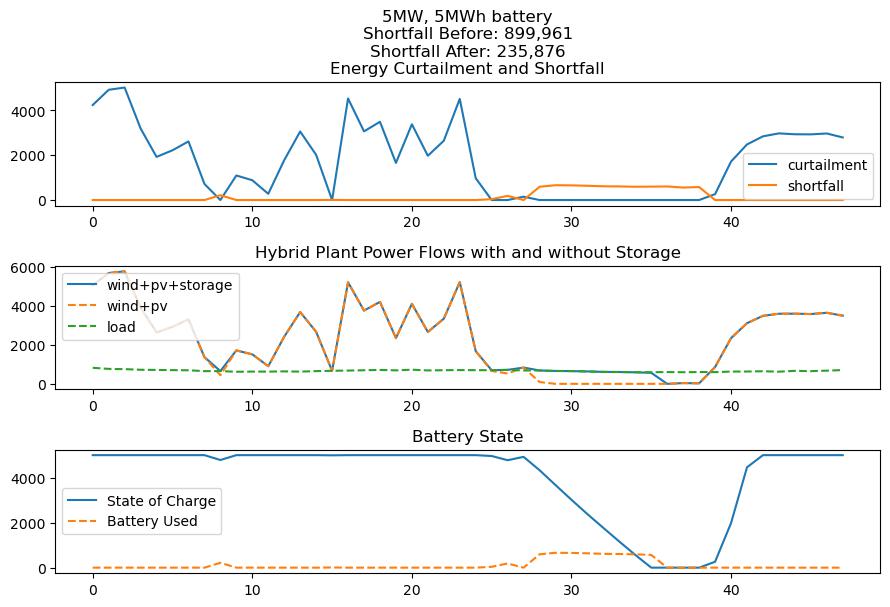 5MW, 5MWh battery
Shortfall Before: 899,961
Shortfall After: 235,876
Energy Curtailment and Shortfall
4000
2000
0
curtailment
shortfall
0 10 20 30 40
Hybrid Plant Power Flows with and without Storage
6000
4000
2000
0
wind+pv+storage
wind+pv
load
0 10 20 30 40
Battery State
4000
2000
0
State of Charge
Battery Used
0 10 20 30 40